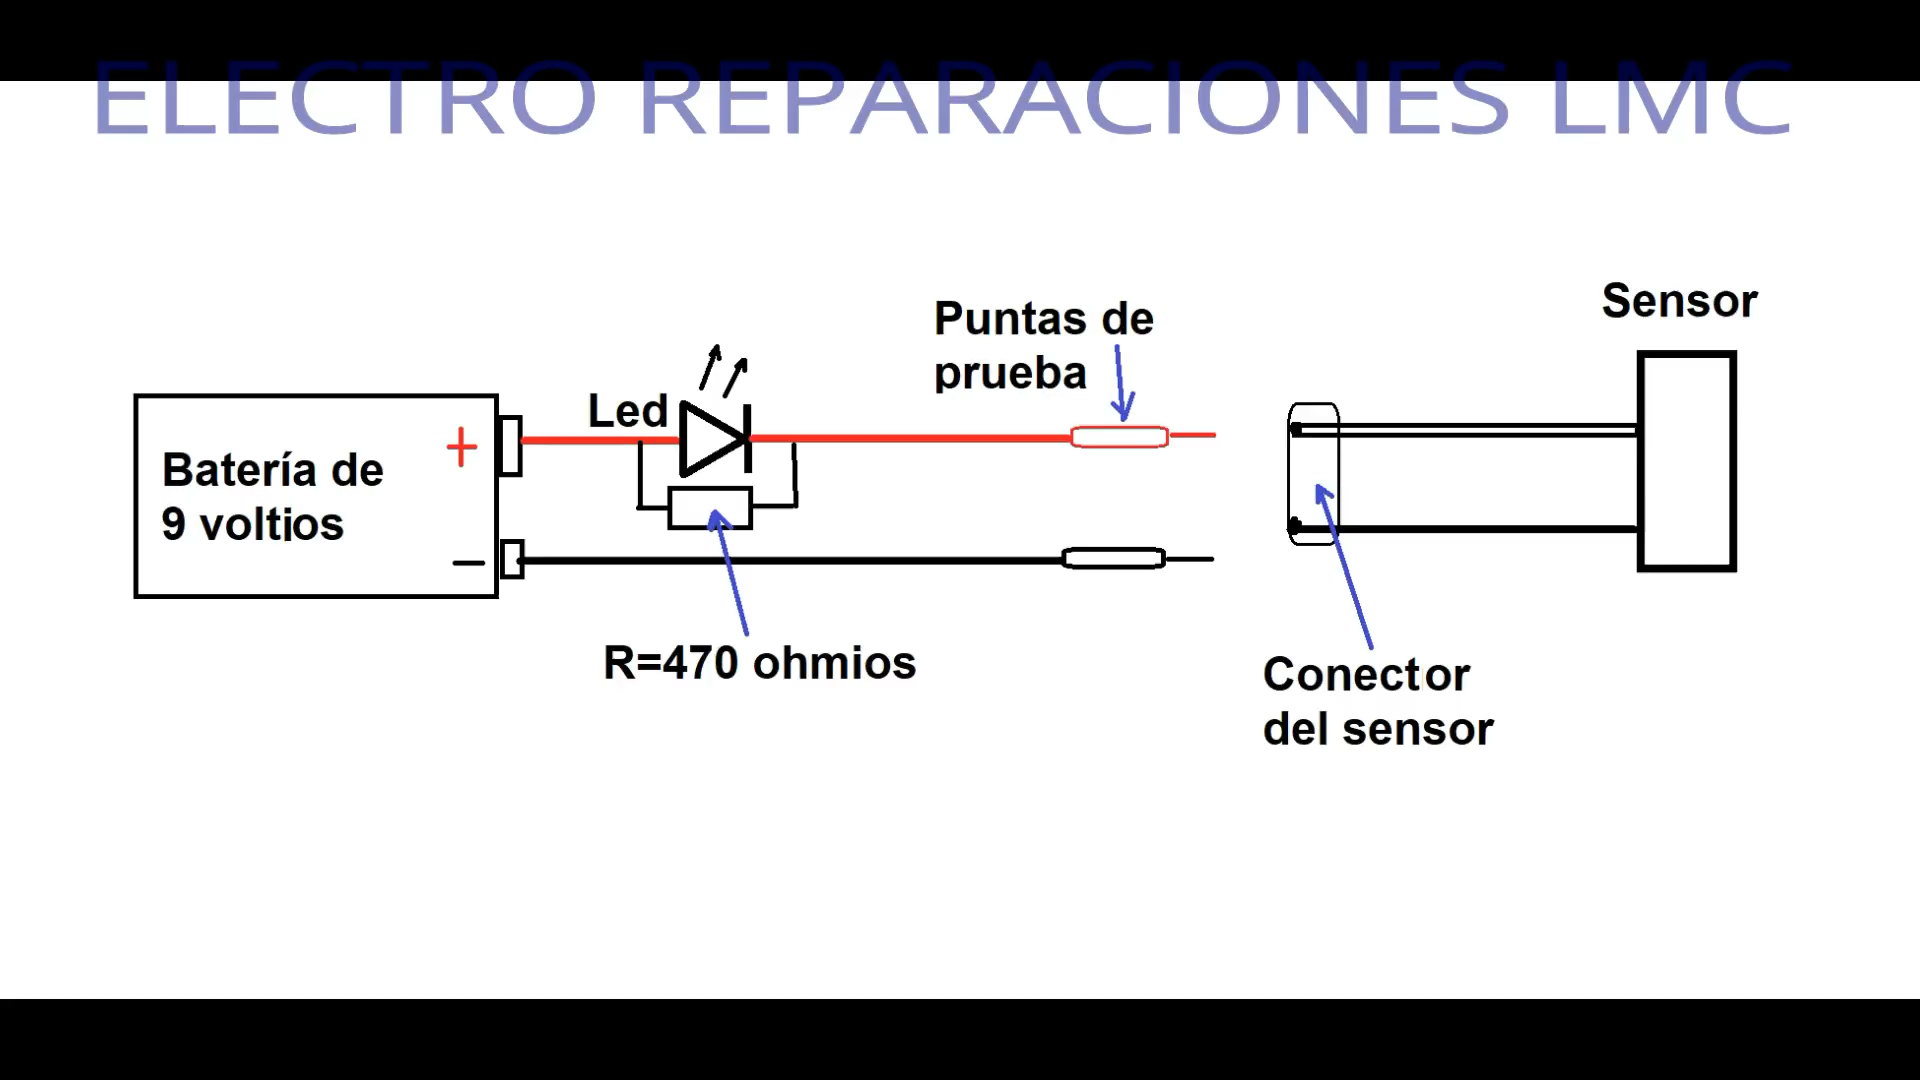 ELECTRO REPARACIONES LMC
Sensor
Puntas de
prueba
Led
+
Batería de
9 voltios
−
R=470 ohmios
Conector
del sensor